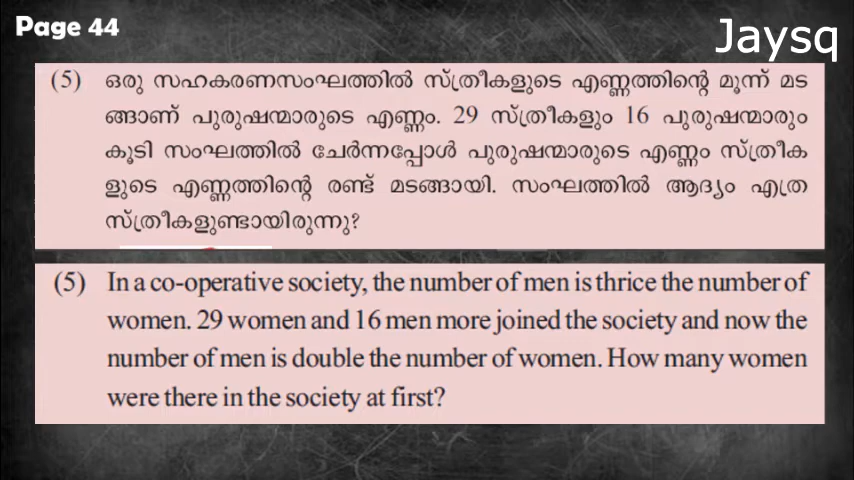 Page 44
Jaysq
(5) ഒരു സഹകരണസംഘത്തിൽ സ്ത്രീകളുടെ എണ്ണത്തിന്റെ മൂന്ന് മട
ങ്ങാണ് പുരുഷന്മാരുടെ എണ്ണം. 29 സ്ത്രീകളും 16 പുരുഷന്മാരും
കൂടി സംഘത്തിൽ ചേർന്നപ്പോൾ പുരുഷന്മാരുടെ എണ്ണം സ്ത്രീക
ളുടെ എണ്ണത്തിന്റെ രണ്ട് മടങ്ങായി. സംഘത്തിൽ ആദ്യം എത്ര
സ്ത്രീകളുണ്ടായിരുന്നു?
(5) In a co-operative society, the number of men is thrice the number of
women. 29 women and 16 men more joined the society and now the
number of men is double the number of women. How many women
were there in the society at first?